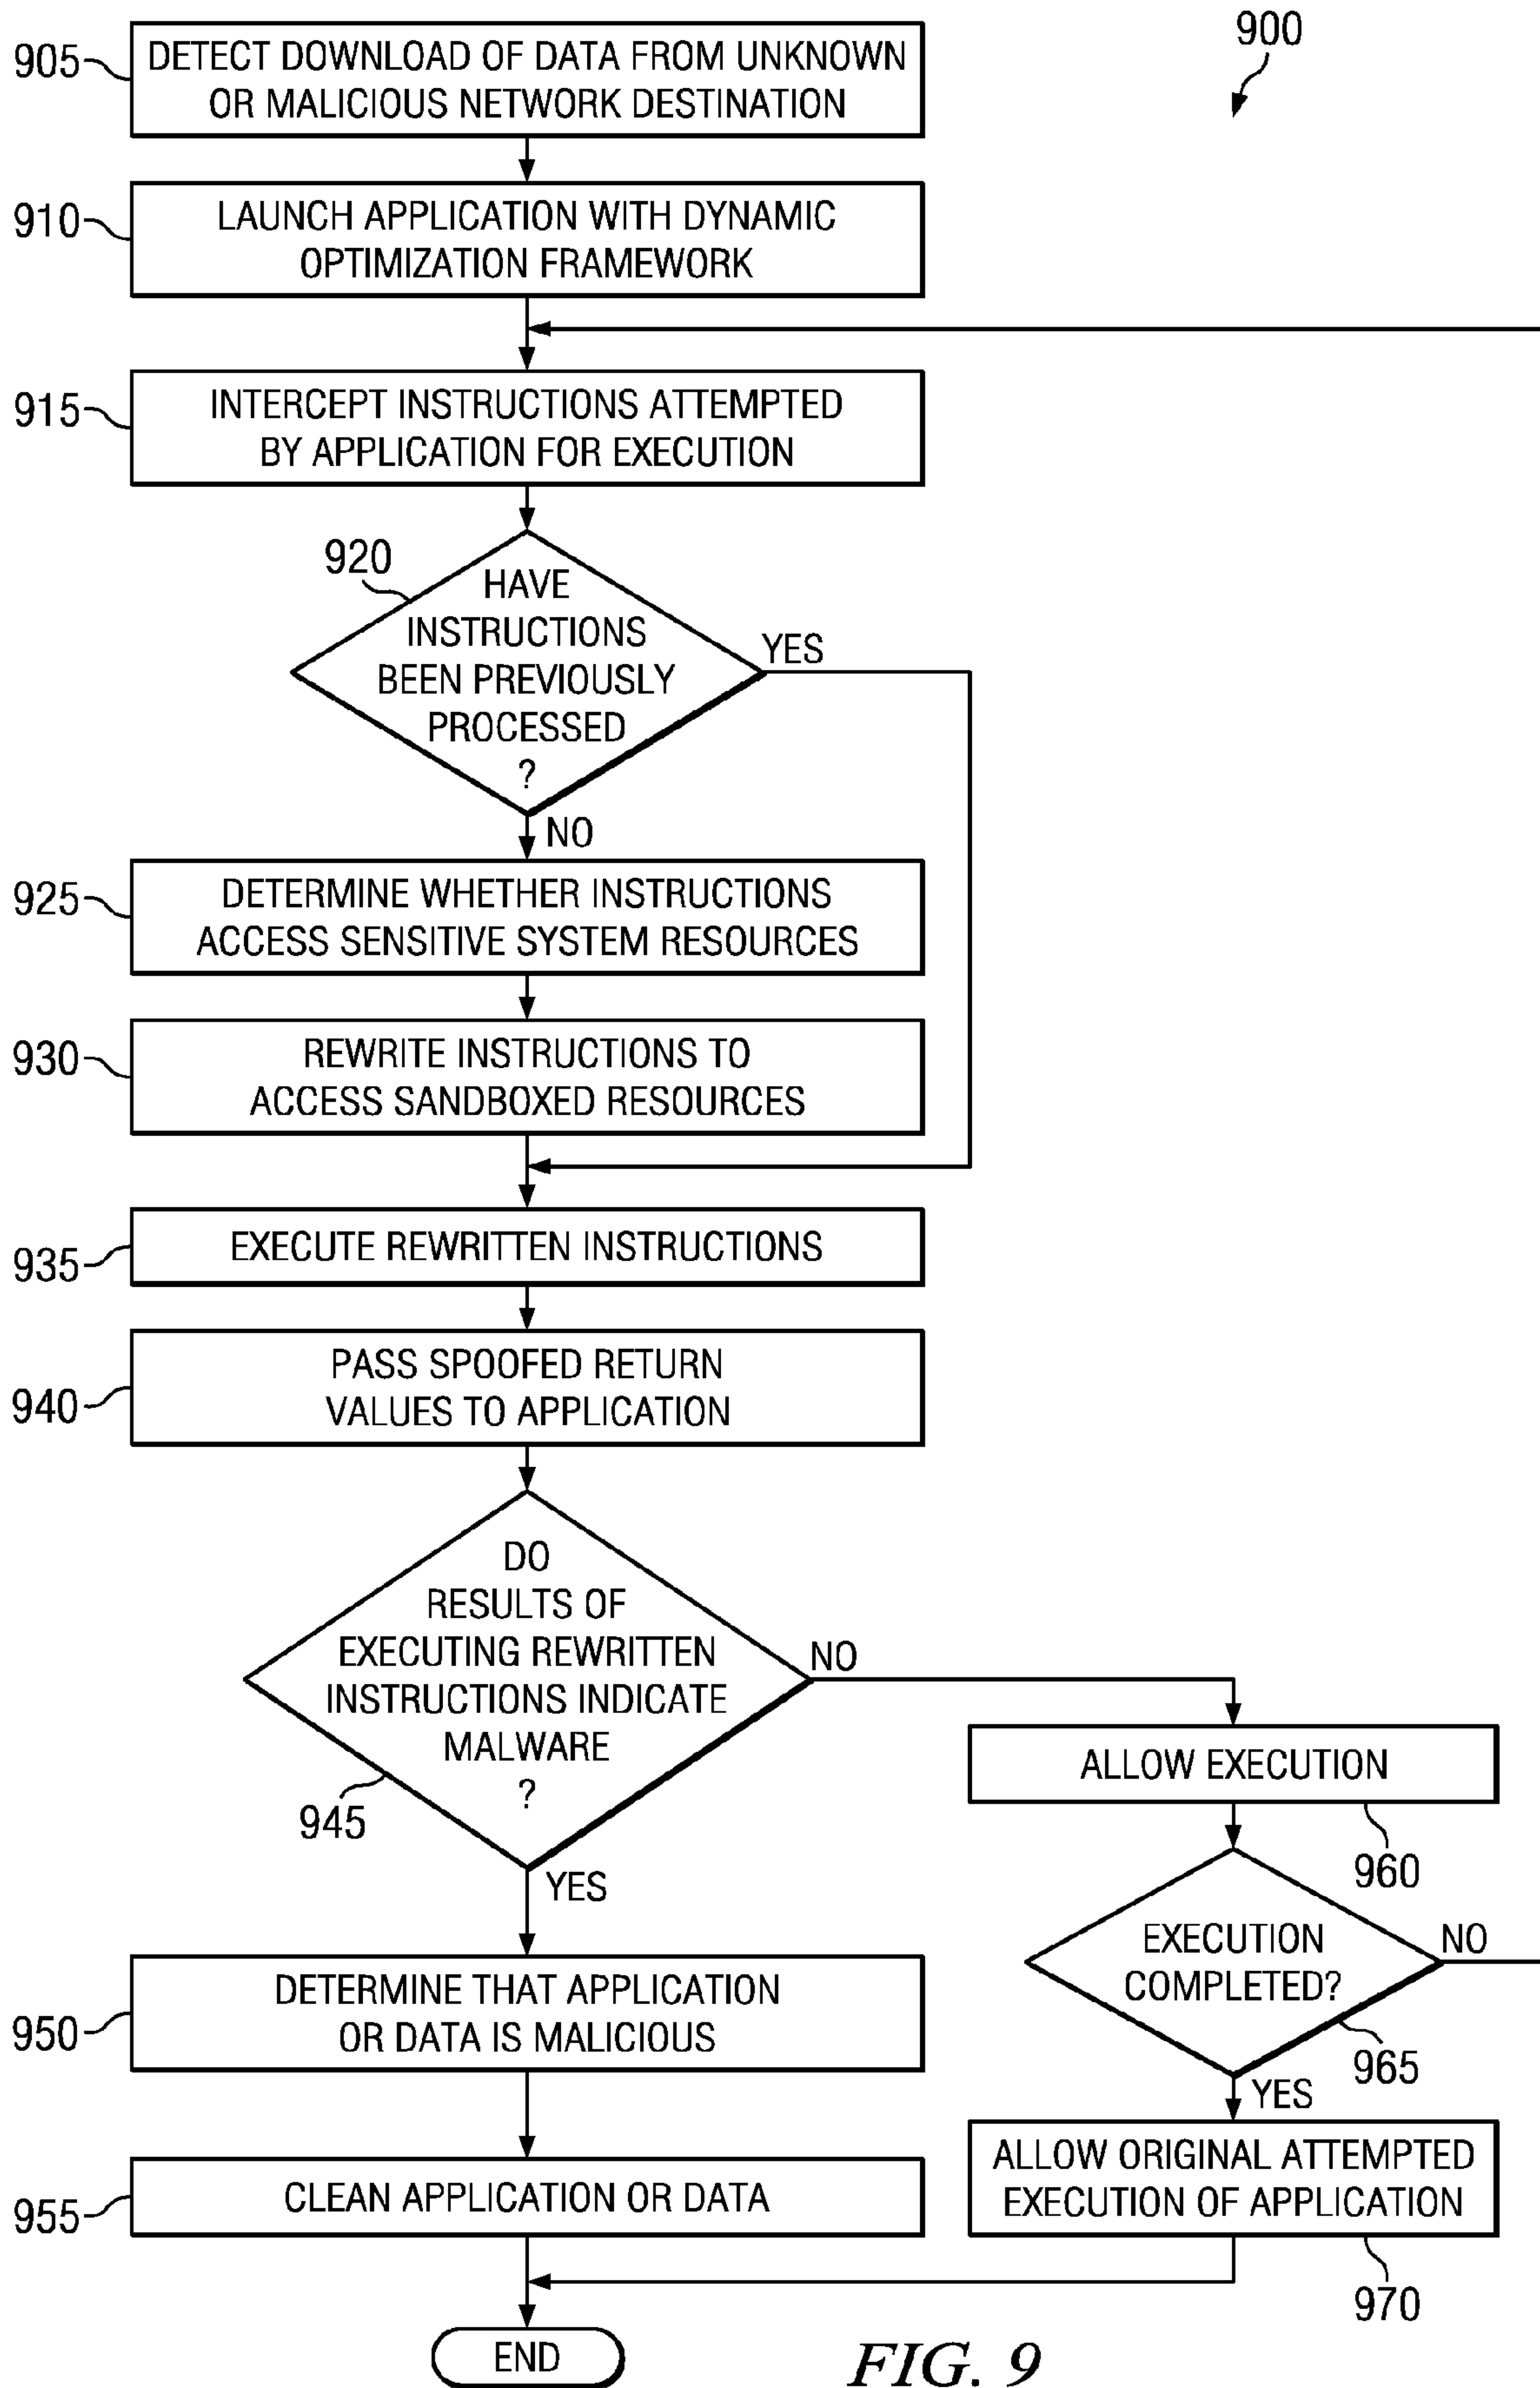 900
905
DETECT DOWNLOAD OF DATA FROM UNKNOWN
OR MALICIOUS NETWORK DESTINATION
910
LAUNCH APPLICATION WITH DYNAMIC
OPTIMIZATION FRAMEWORK
915
INTERCEPT INSTRUCTIONS ATTEMPTED
BY APPLICATION FOR EXECUTION
920
HAVE
INSTRUCTIONS
BEEN PREVIOUSLY
PROCESSED
?
YES
NO
925
DETERMINE WHETHER INSTRUCTIONS
ACCESS SENSITIVE SYSTEM RESOURCES
930
REWRITE INSTRUCTIONS TO
ACCESS SANDBOXED RESOURCES
935
EXECUTE REWRITTEN INSTRUCTIONS
940
PASS SPOOFED RETURN
VALUES TO APPLICATION
DO
RESULTS OF
EXECUTING REWRITTEN
INSTRUCTIONS INDICATE
MALWARE
?
945
NO
YES
ALLOW EXECUTION
960
EXECUTION
COMPLETED?
NO
965
YES
950
DETERMINE THAT APPLICATION
OR DATA IS MALICIOUS
955
CLEAN APPLICATION OR DATA
ALLOW ORIGINAL ATTEMPTED
EXECUTION OF APPLICATION
970
END
FIG. 9